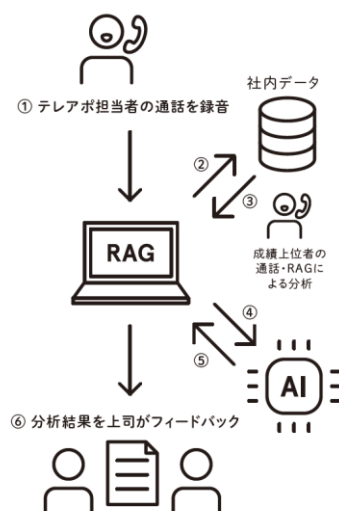 ① テレアポ担当者の通話を録音
社内データ
②
③
RAG
成績上位者の
通話・RAGに
よる分析
④
⑤
AI
⑥ 分析結果を上司がフィードバック